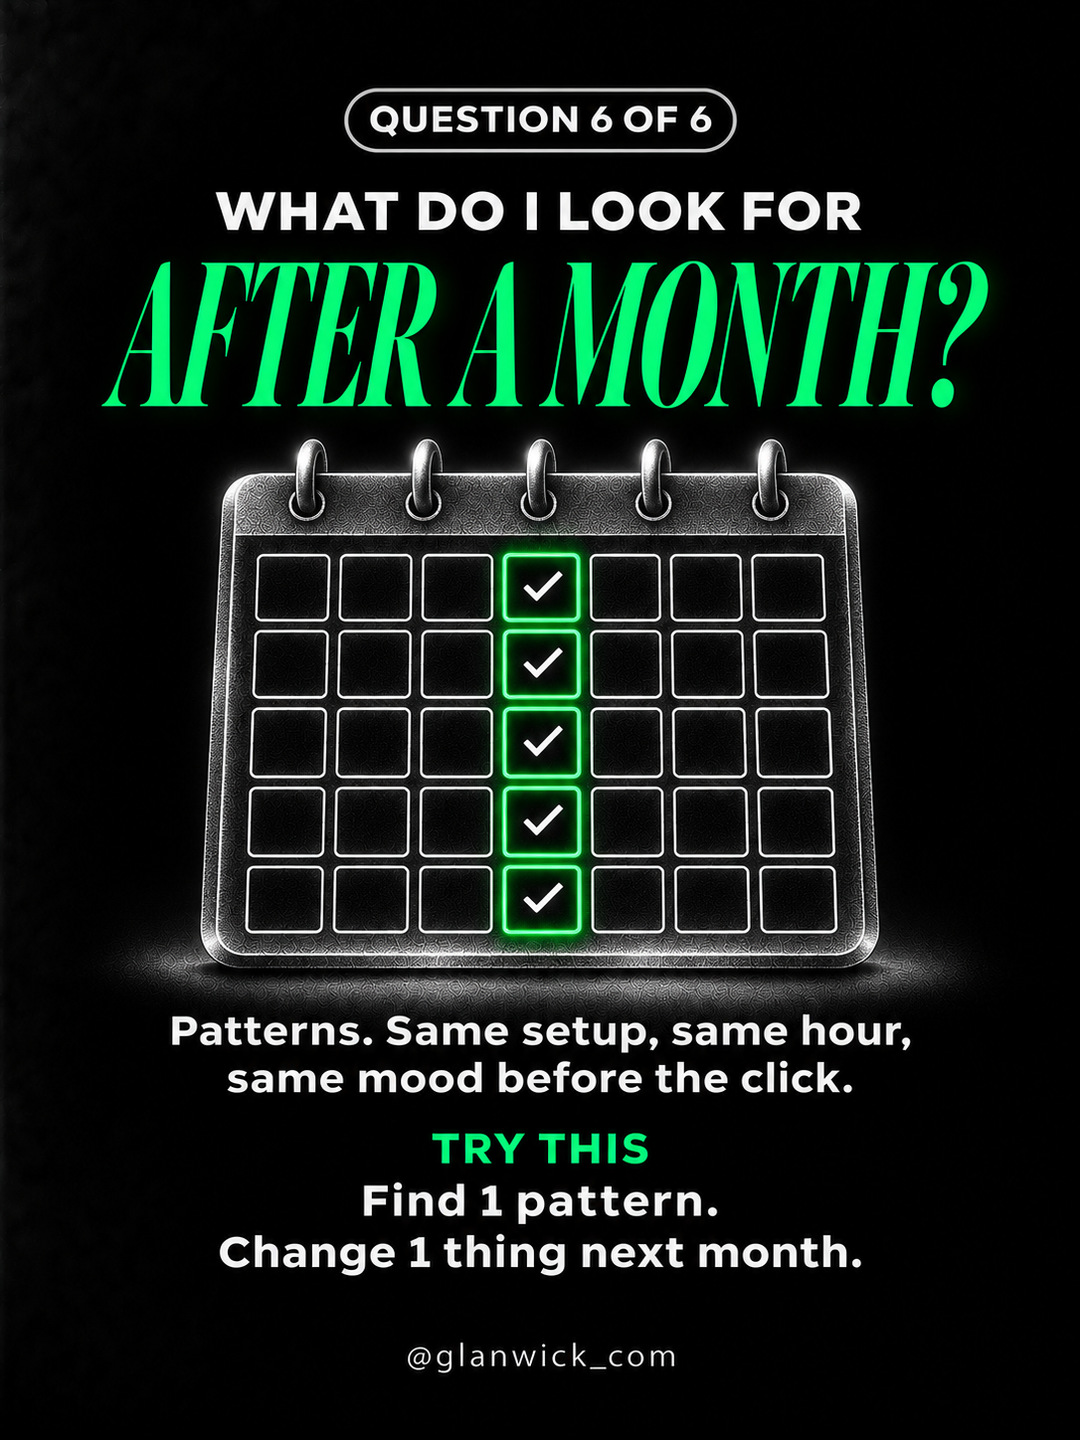 QUESTION 6 OF 6
WHAT DO I LOOK FOR
AFTER A MONTH?
Patterns. Same setup, same hour,
same mood before the click.
TRY THIS
Find 1 pattern.
Change 1 thing next month.
@glanwick_com